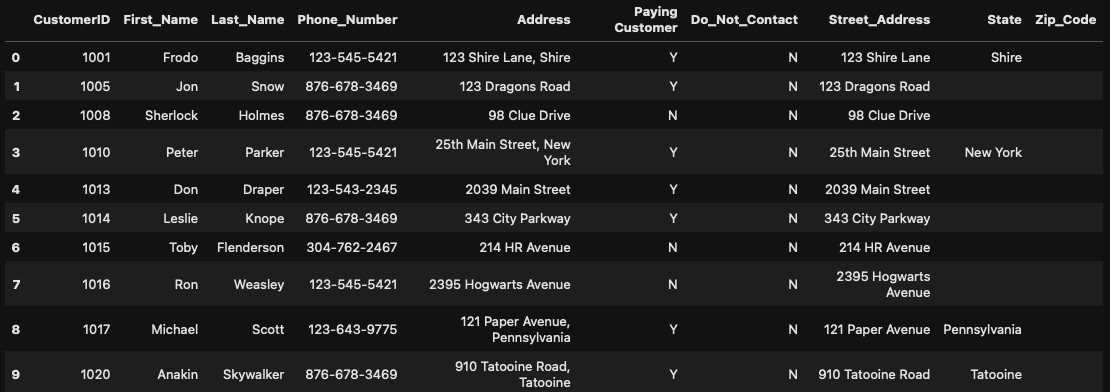 CustomerID First_Name Last_Name Phone_Number Address Paying Customer Do_Not_Contact Street_Address State Zip_Code
0 1001 Frodo Baggins 123-545-5421 123 Shire Lane, Shire Y N 123 Shire Lane Shire
1 1005 Jon Snow 876-678-3469 123 Dragons Road Y N 123 Dragons Road
2 1008 Sherlock Holmes 876-678-3469 98 Clue Drive N N 98 Clue Drive
3 1010 Peter Parker 123-545-5421 25th Main Street, New York Y N 25th Main Street New York
4 1013 Don Draper 123-543-2345 2039 Main Street Y N 2039 Main Street
5 1014 Leslie Knope 876-678-3469 343 City Parkway Y N 343 City Parkway
6 1015 Toby Flenderson 304-762-2467 214 HR Avenue N N 214 HR Avenue
7 1016 Ron Weasley 123-545-5421 2395 Hogwarts Avenue N N 2395 Hogwarts Avenue
8 1017 Michael Scott 123-643-9775 121 Paper Avenue, Pennsylvania Y N 121 Paper Avenue Pennsylvania
9 1020 Anakin Skywalker 876-678-3469 910 Tatooine Road, Tatooine Y N 910 Tatooine Road Tatooine